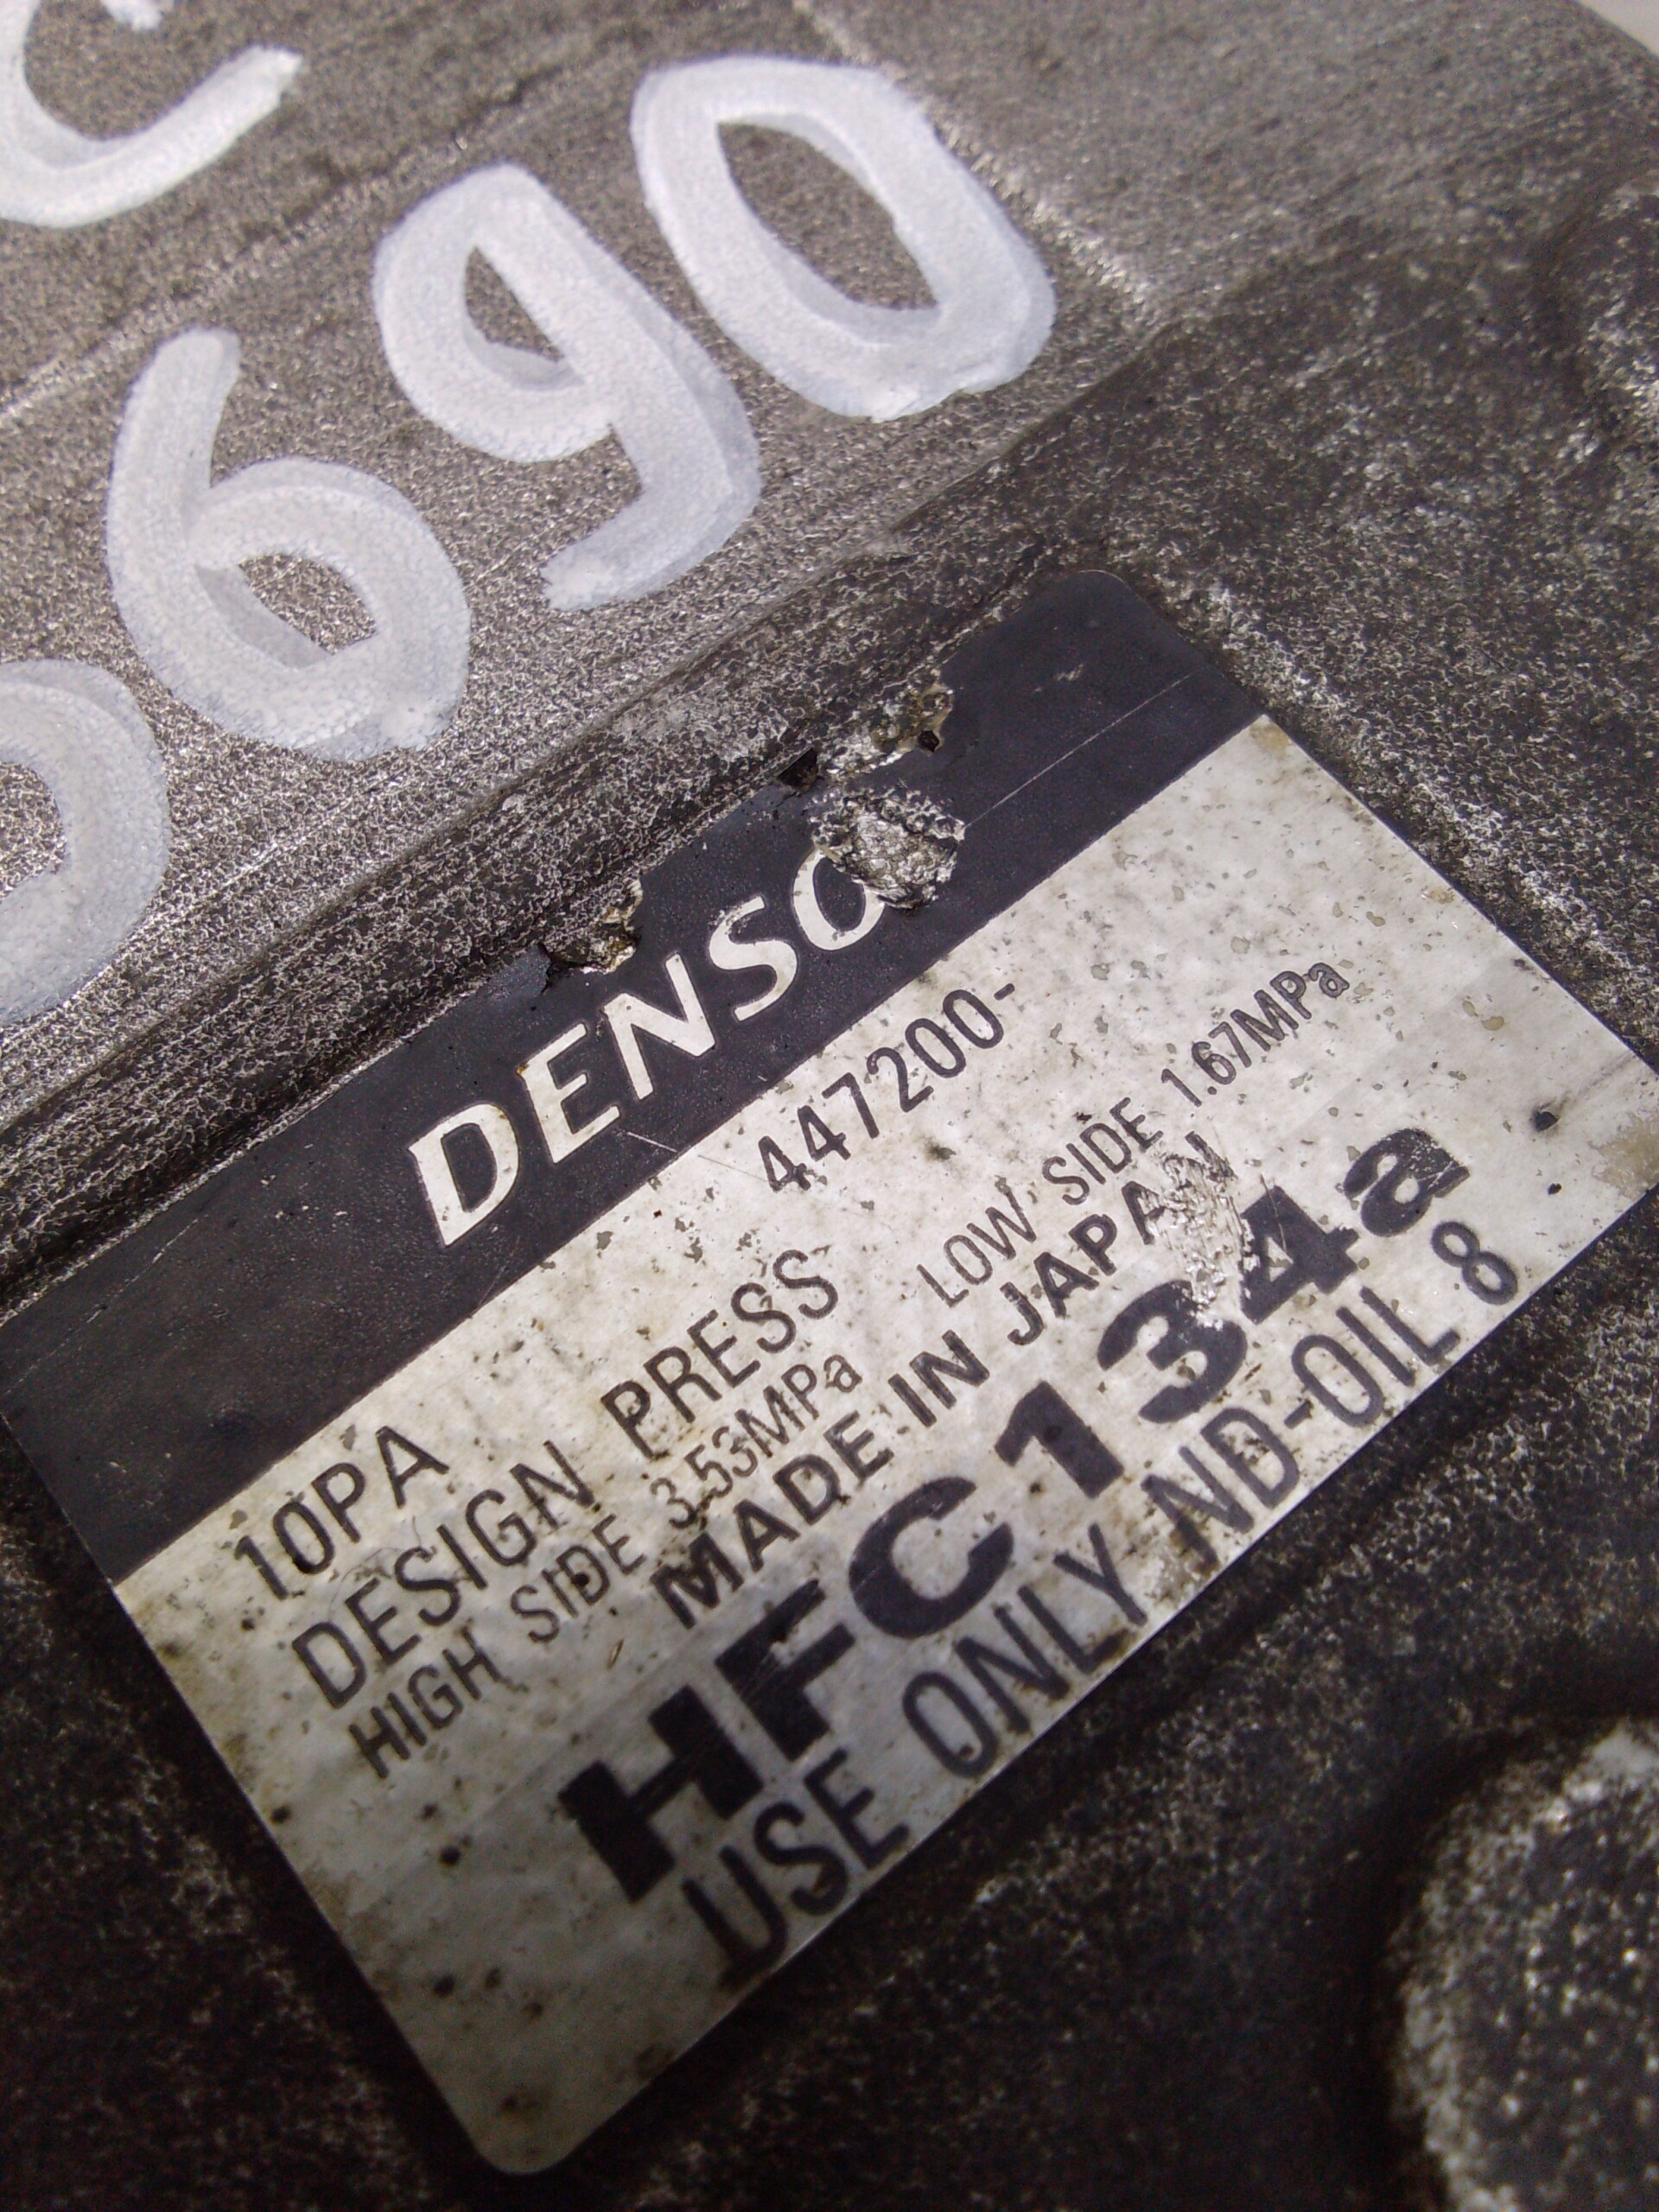 C
0690
DENSO
447200-
10PA
DESIGN PRESS
HIGH SIDE 3.53MPa LOW SIDE 1.67MPa
MADE IN JAPAN
HFC134a
USE ONLY ND-OIL 8